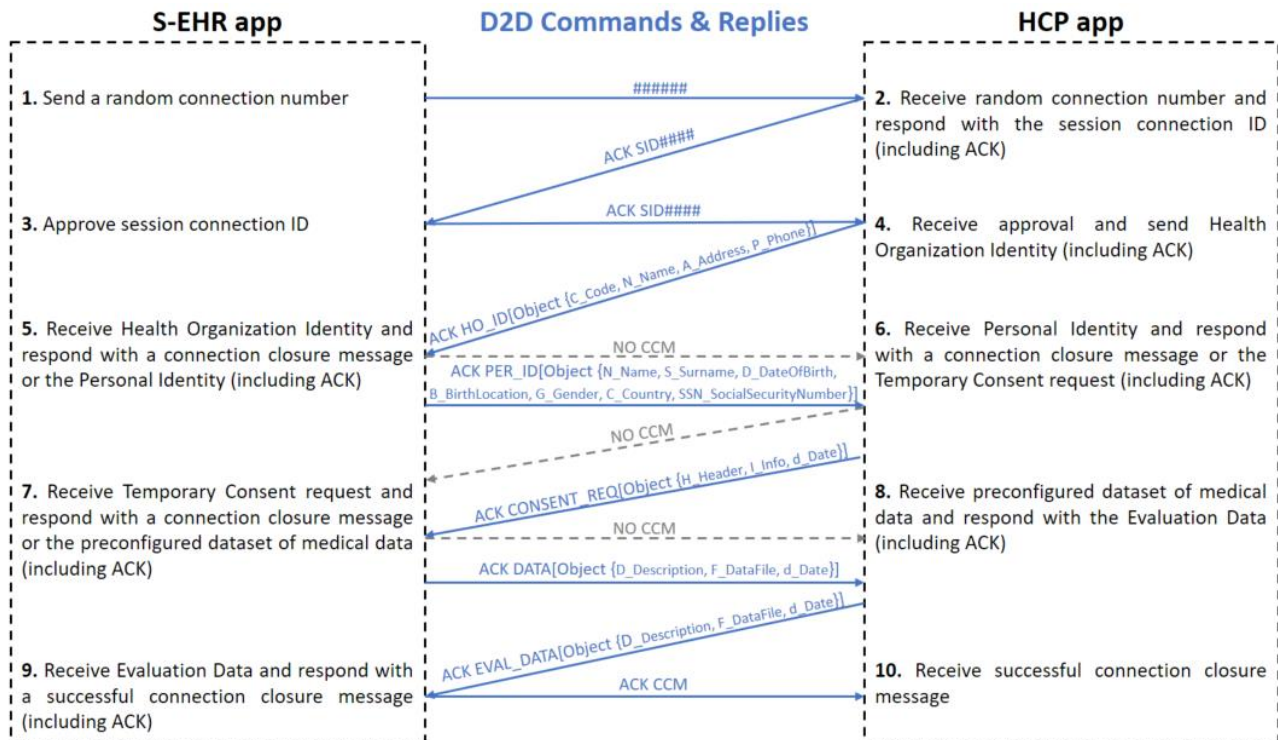 S-EHR app
D2D Commands & Replies
HCP app
1. Send a random connection number
######
2. Receive random connection number and
respond with the session connection ID
(including ACK)
ACK SID####
3. Approve session connection ID
ACK SID####
4. Receive approval and send Health
Organization Identity (including ACK)
ACK HO_ID[Object {C_Code, N_Name, A_Address, P_Phone}]
5. Receive Health Organization Identity and
respond with a connection closure message
or the Personal Identity (including ACK)
NO CCM
ACK PER_ID[Object {N_Name, S_Surname, D_DateOfBirth,
B_BirthLocation, G_Gender, C_Country, SSN_SocialSecurityNumber}]
6. Receive Personal Identity and respond
with a connection closure message or the
Temporary Consent request (including ACK)
NO CCM
ACK CONSENT_REQ[Object {H_Header, I_Info, d_Date}]
7. Receive Temporary Consent request and
respond with a connection closure message
or the preconfigured dataset of medical data
(including ACK)
NO CCM
ACK DATA[Object {D_Description, F_DataFile, d_Date}]
8. Receive preconfigured dataset of medical
data and respond with the Evaluation Data
(including ACK)
ACK EVAL_DATA[Object {D_Description, F_DataFile, d_Date}]
9. Receive Evaluation Data and respond with
a successful connection closure message
(including ACK)
ACK CCM
10. Receive successful connection closure
message